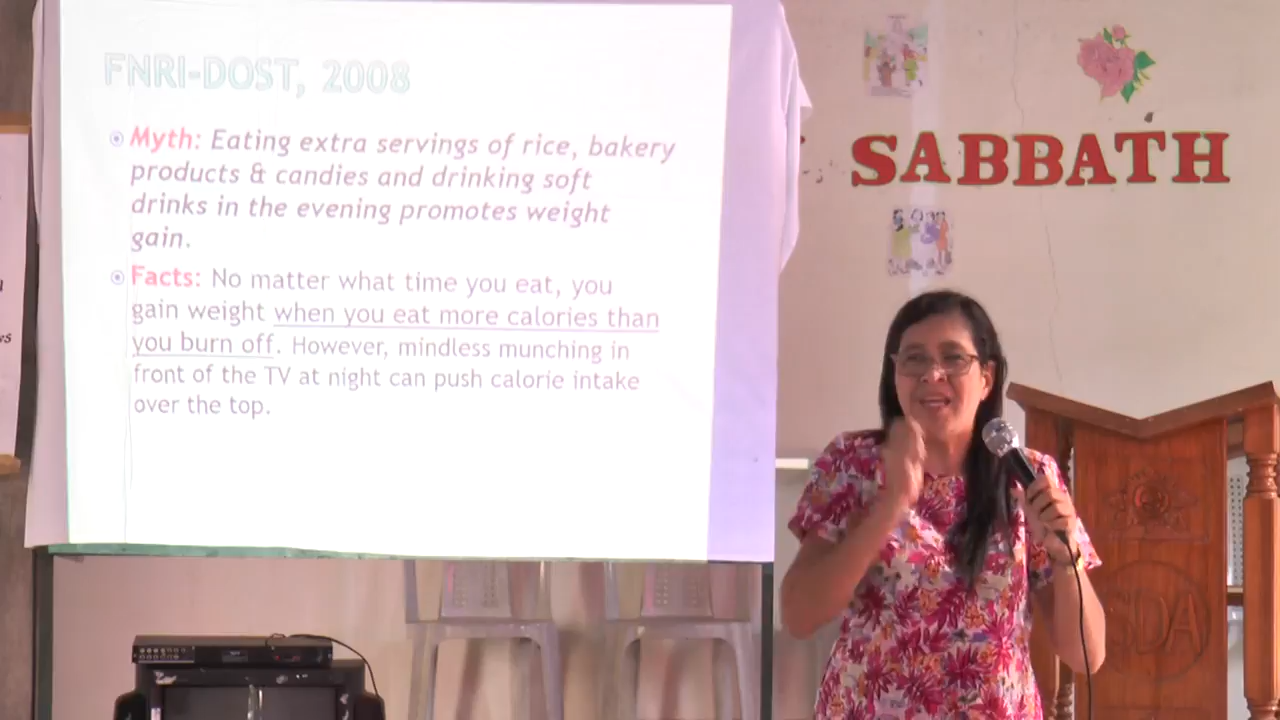 FNRI-DOST, 2008
Myth: Eating extra servings of rice, bakery
products & candies and drinking soft
drinks in the evening promotes weight
gain.
Facts: No matter what time you eat, you
gain weight when you eat more calories than
you burn off. However, mindless munching in
front of the TV at night can push calorie intake
over the top.
SABBATH
SDA